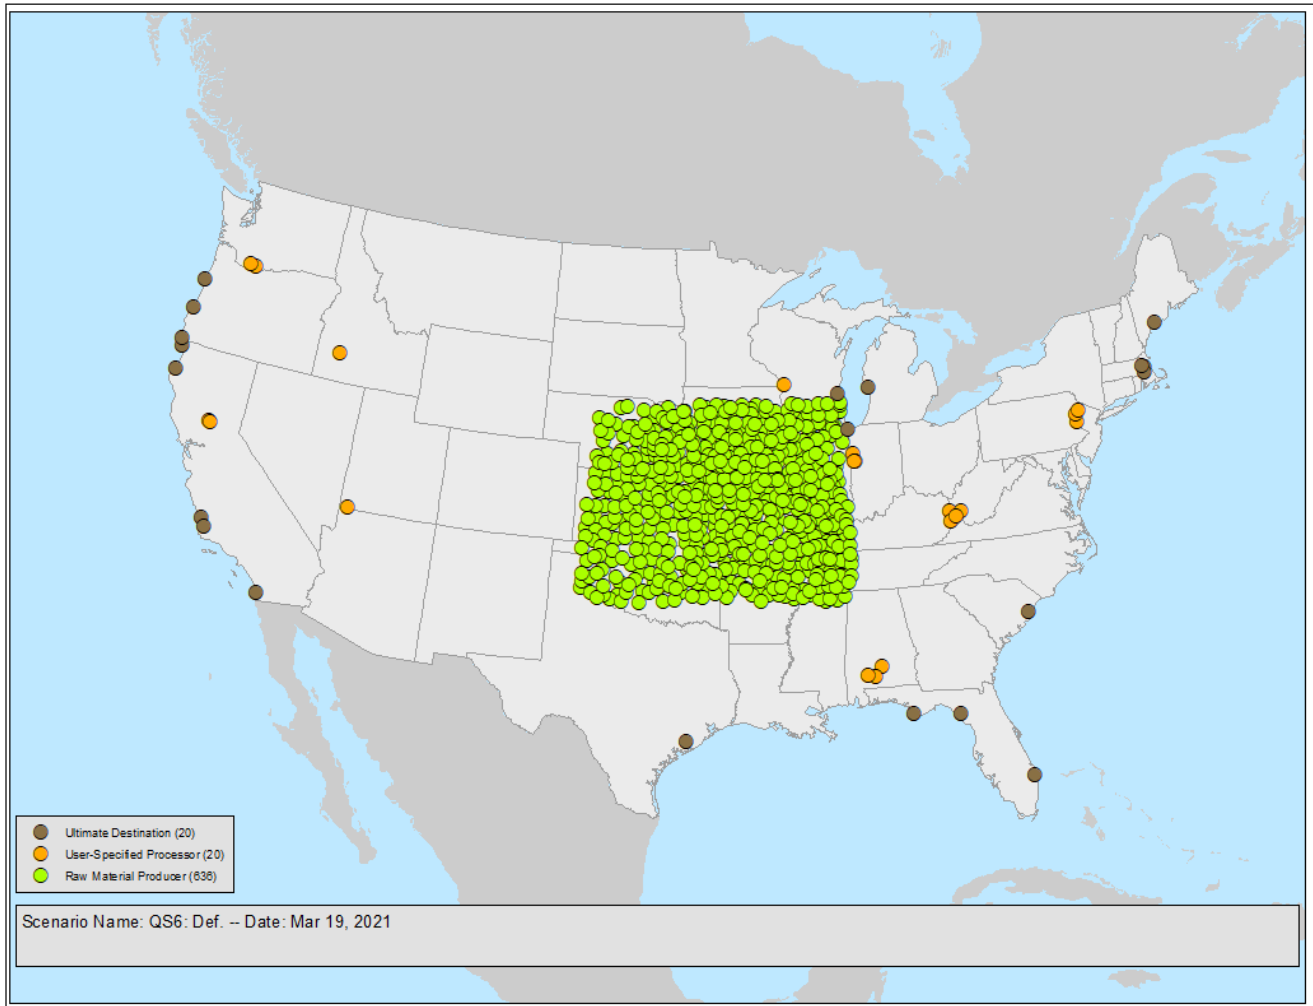 Ultimate Destination (20)
User-Specified Processor (20)
Raw Material Producer (636)
Scenario Name: QS6: Def. -- Date: Mar 19, 2021